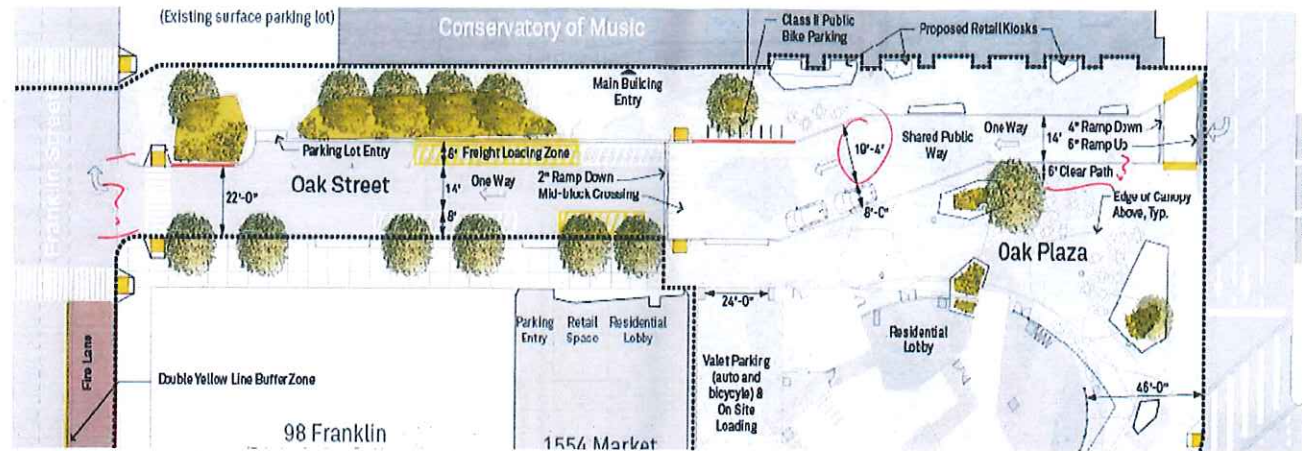 (Existing surface parking lot)
Conservatory of Music
Class II Public
Bike Parking
Proposed Retail Kiosks
Main Building
Entry
Parking Lot Entry
6' Freight Loading Zone
Oak Street
22'-0"
14'
One Way
8'
2" Ramp Down
Mid-block Crossing
19'-4"
8'-0"
Shared Public
Way
One Way
14'
4" Ramp Down
6" Ramp Up
6' Clear Path
Edge of Canopy
Above, Typ.
Oak Plaza
Franklin Street
Fire Lane
Double Yellow Line Buffer Zone
98 Franklin
Parking
Entry
Retail
Space
Residential
Lobby
1554 Market
24'-0"
Valet Parking
(auto and
bicycle) &
On Site
Loading
Residential
Lobby
46'-0"